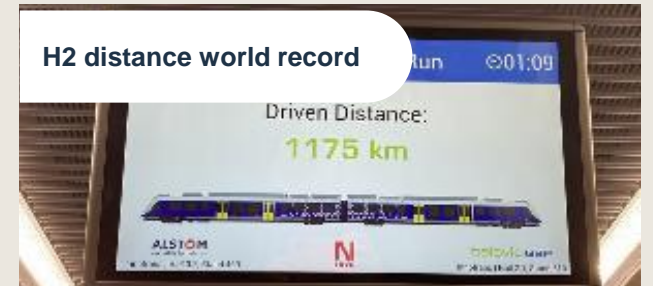 H2 distance world record
Run 01:09
Driven Distance:
1175 km
ALSTOM
N